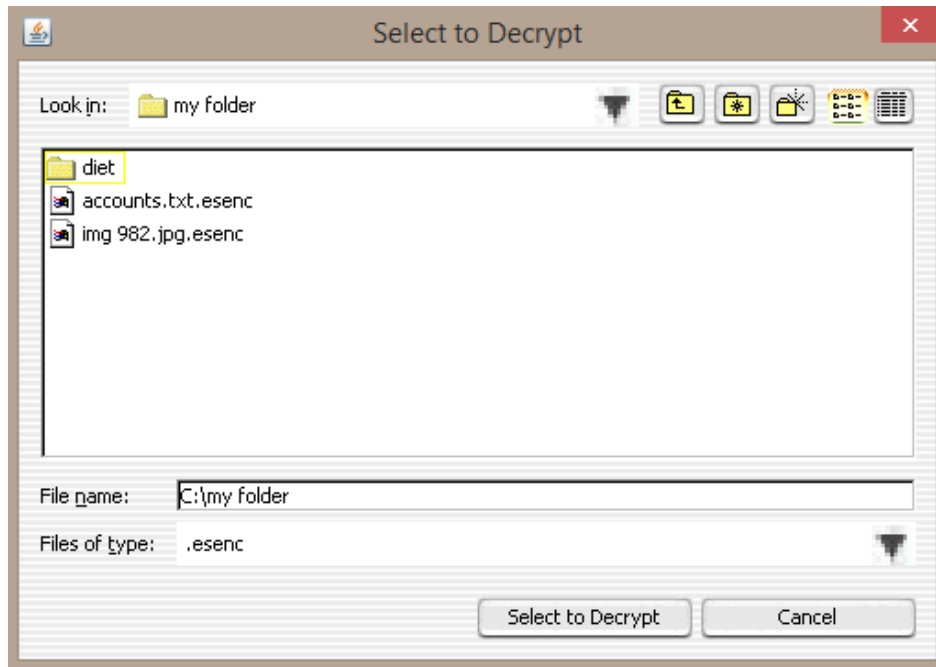 Select to Decrypt
Look in: my folder
diet
accounts.txt.esenc
img 982.jpg.esenc
File name: C:\my folder
Files of type: .esenc
Select to Decrypt Cancel